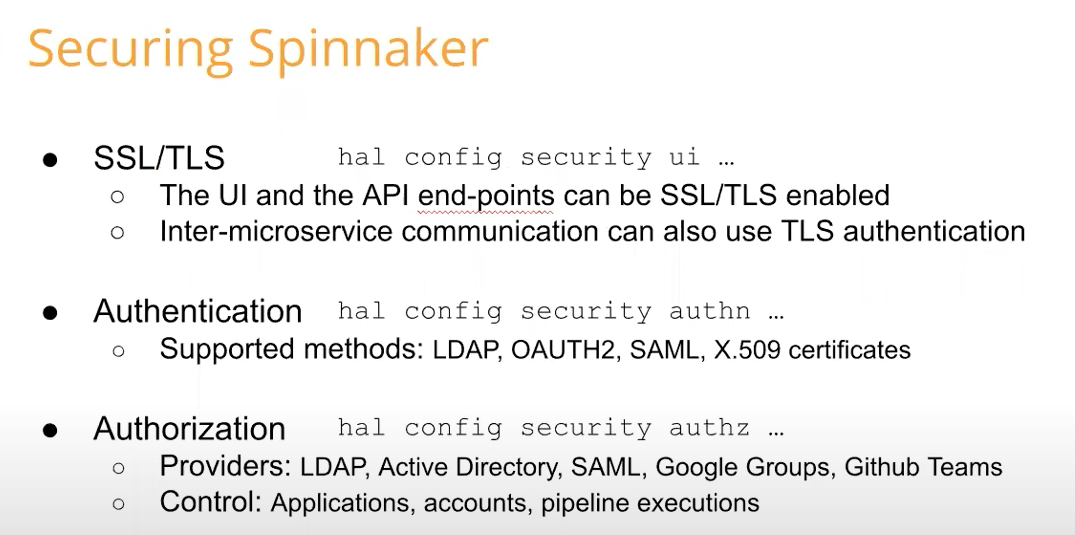 Securing Spinnaker
● SSL/TLS hal config security ui …
○ The UI and the API end-points can be SSL/TLS enabled
○ Inter-microservice communication can also use TLS authentication
● Authentication hal config security authn …
○ Supported methods: LDAP, OAUTH2, SAML, X.509 certificates
● Authorization hal config security authz …
○ Providers: LDAP, Active Directory, SAML, Google Groups, Github Teams
○ Control: Applications, accounts, pipeline executions